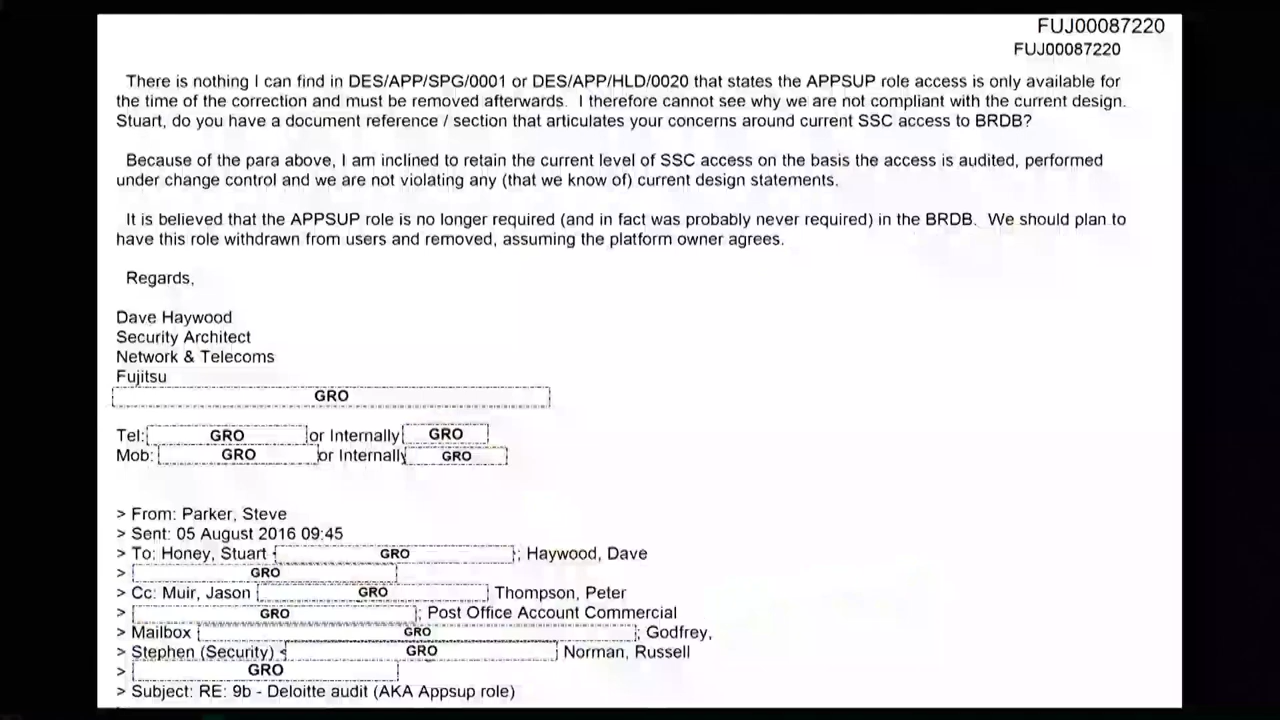 FUJ00087220
FUJ00087220
There is nothing I can find in DES/APP/SPG/0001 or DES/APP/HLD/0020 that states the APPSUP role access is only available for
the time of the correction and must be removed afterwards. I therefore cannot see why we are not compliant with the current design.
Stuart, do you have a document reference / section that articulates your concerns around current SSC access to BRDB?
Because of the para above, I am inclined to retain the current level of SSC access on the basis the access is audited, performed
under change control and we are not violating any (that we know of) current design statements.
It is believed that the APPSUP role is no longer required (and in fact was probably never required) in the BRDB. We should plan to
have this role withdrawn from users and removed, assuming the platform owner agrees.
Regards,
Dave Haywood
Security Architect
Network & Telecoms
Fujitsu
GRO
Tel: GRO or Internally GRO
Mob: GRO or Internally GRO
> From: Parker, Steve
> Sent: 05 August 2016 09:45
> To: Honey, Stuart GRO ; Haywood, Dave
> GRO
> Cc: Muir, Jason GRO Thompson, Peter
> GRO ; Post Office Account Commercial
> Mailbox GRO ; Godfrey,
> Stephen (Security) < GRO Norman, Russell
> GRO
> Subject: RE: 9b - Deloitte audit (AKA Appsup role)